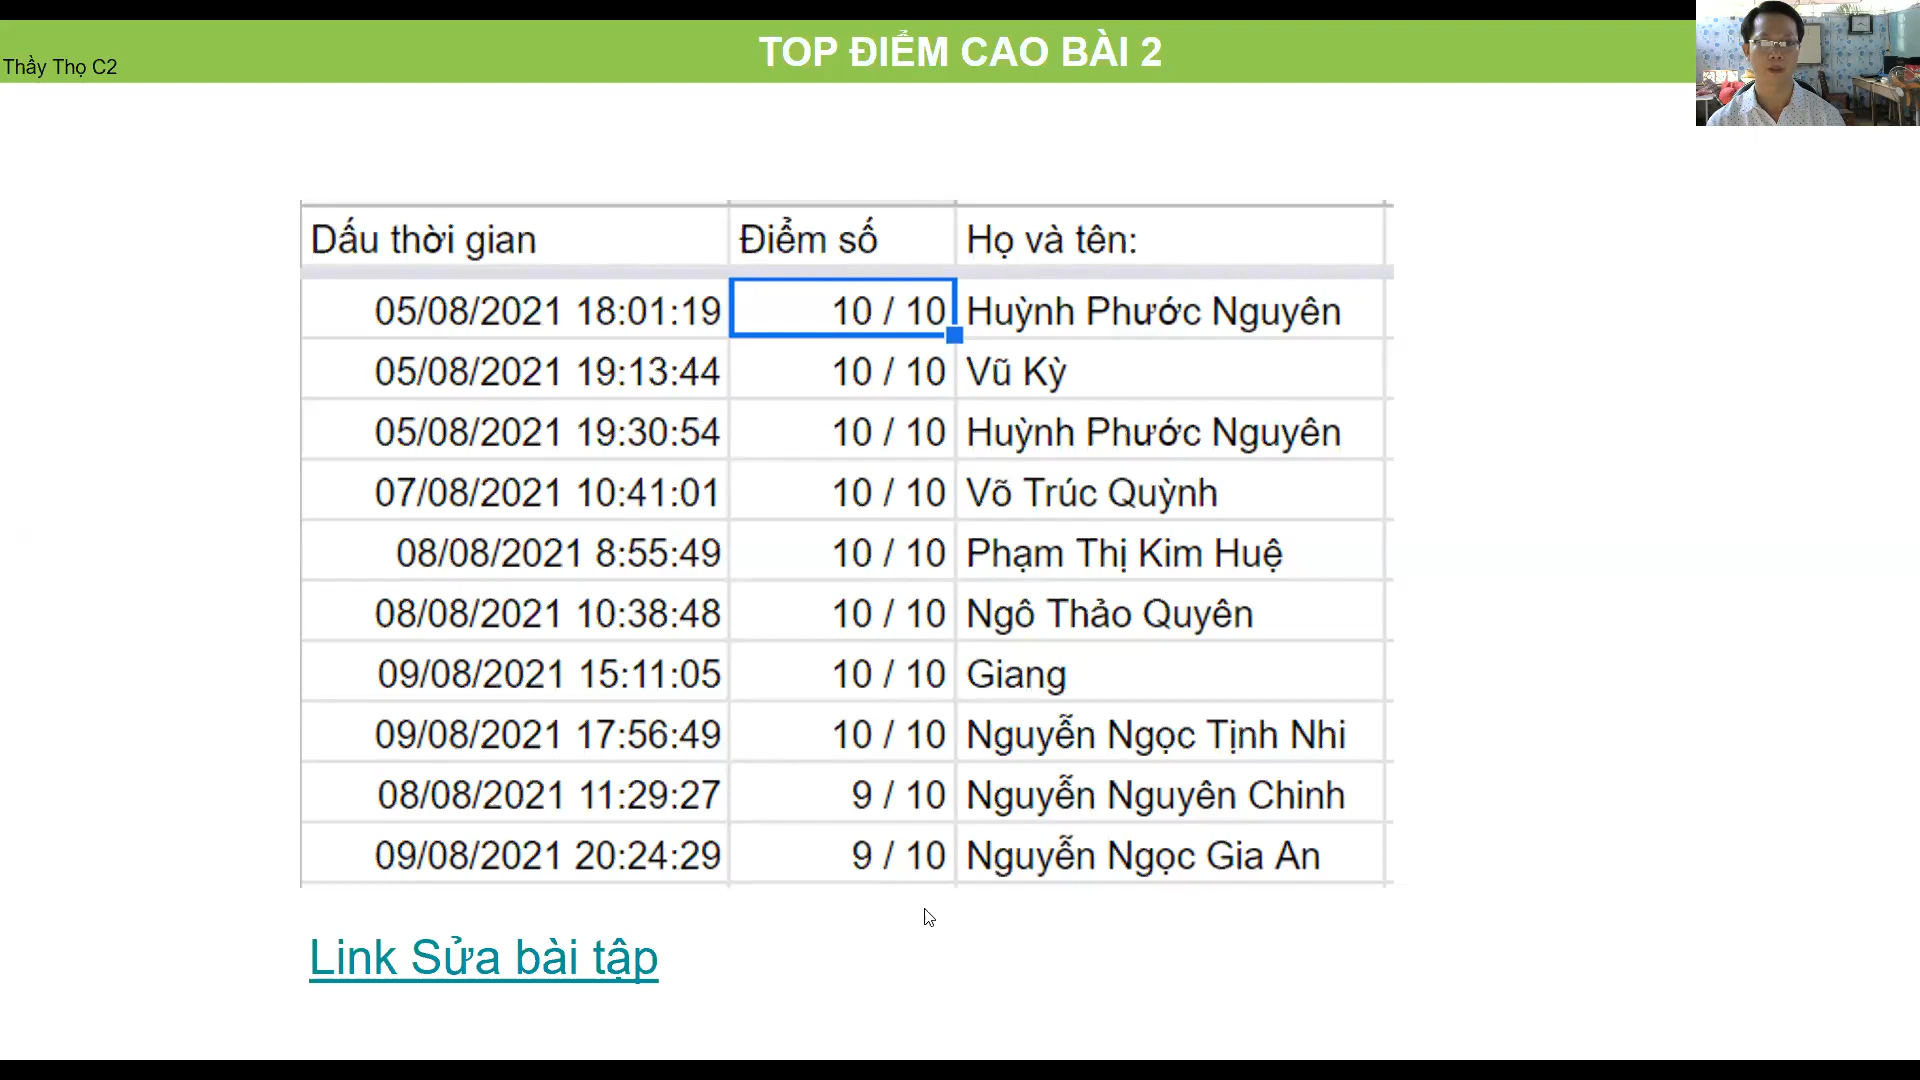 TOP ĐIỂM CAO BÀI 2
Thầy Thọ C2
Dấu thời gian Điểm số Họ và tên:
05/08/2021 18:01:19 10 / 10 Huỳnh Phước Nguyên
05/08/2021 19:13:44 10 / 10 Vũ Kỳ
05/08/2021 19:30:54 10 / 10 Huỳnh Phước Nguyên
07/08/2021 10:41:01 10 / 10 Võ Trúc Quỳnh
08/08/2021 8:55:49 10 / 10 Phạm Thị Kim Huệ
08/08/2021 10:38:48 10 / 10 Ngô Thảo Quyên
09/08/2021 15:11:05 10 / 10 Giang
09/08/2021 17:56:49 10 / 10 Nguyễn Ngọc Tịnh Nhi
08/08/2021 11:29:27 9 / 10 Nguyễn Nguyên Chinh
09/08/2021 20:24:29 9 / 10 Nguyễn Ngọc Gia An
Link Sửa bài tập